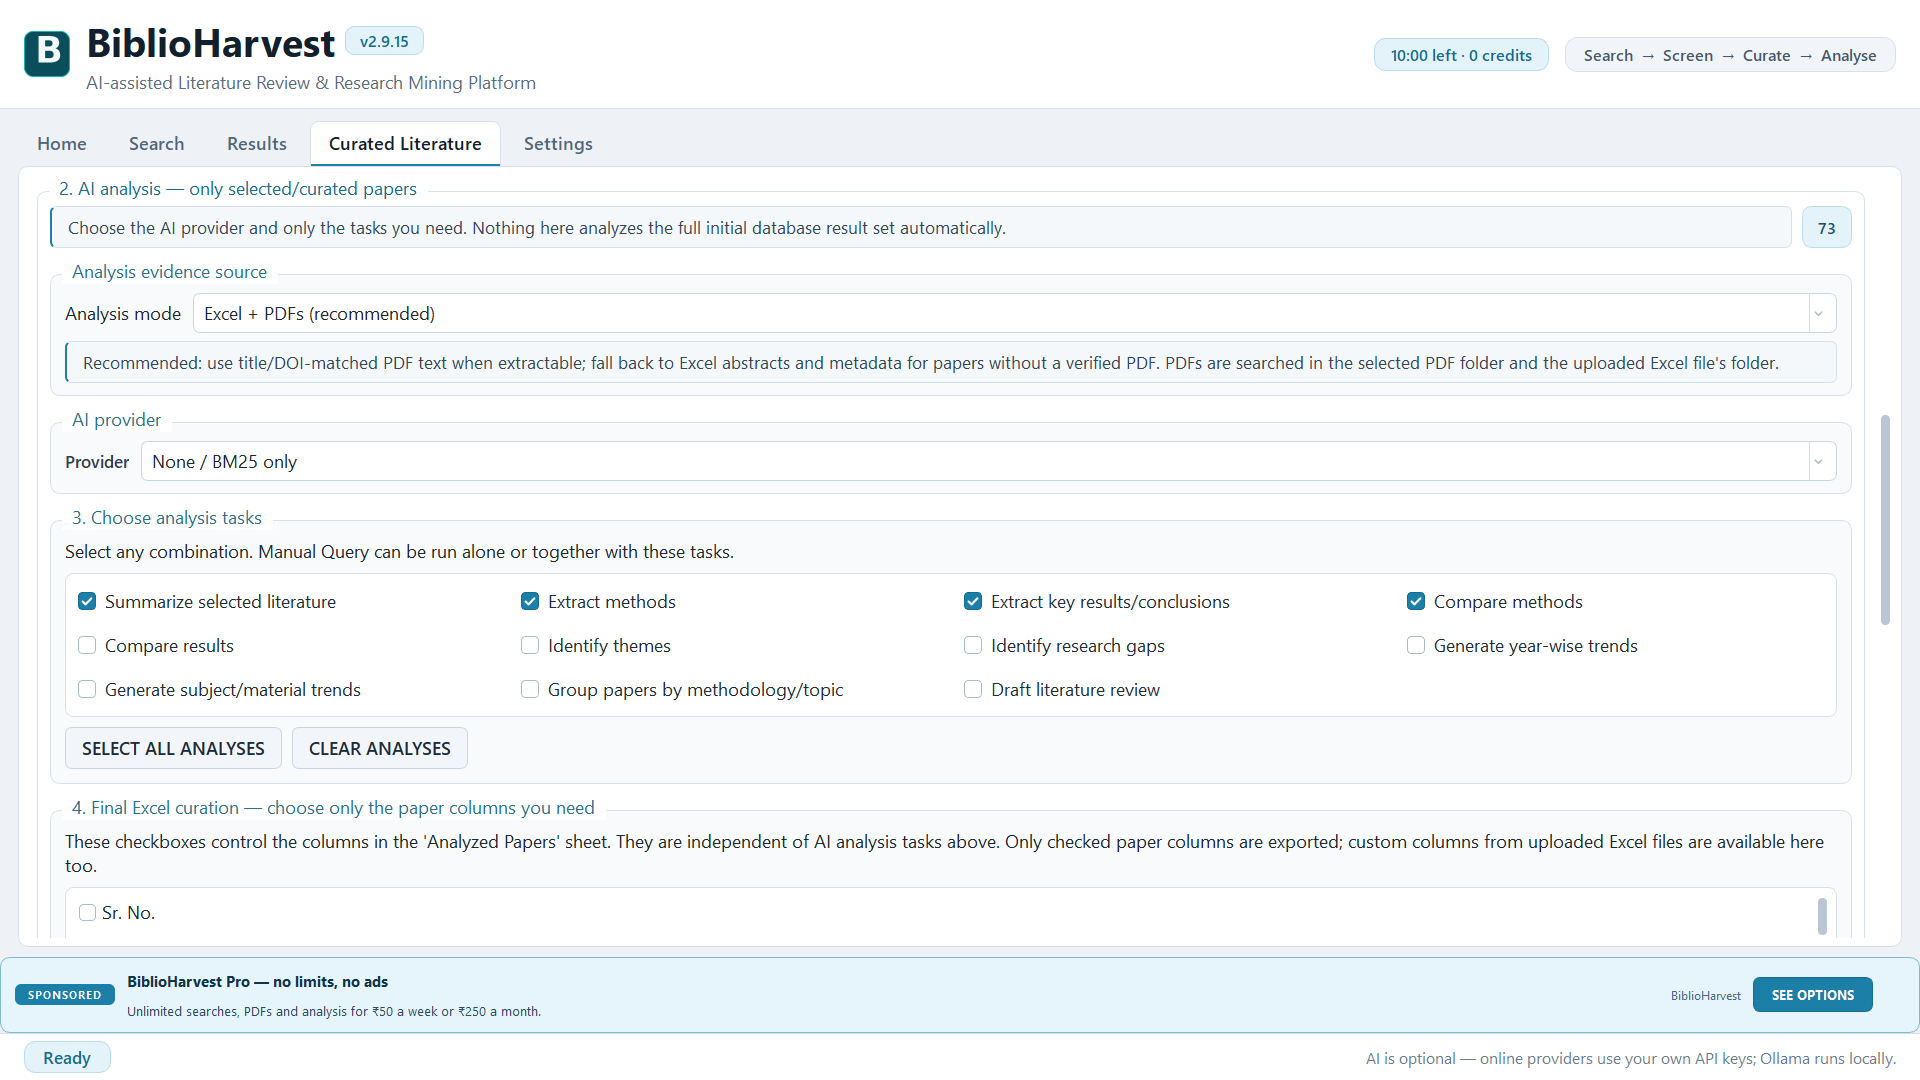 B
BiblioHarvest
v2.9.15
AI-assisted Literature Review & Research Mining Platform
10:00 left · 0 credits
Search → Screen → Curate → Analyse
Home
Search
Results
Curated Literature
Settings
2. AI analysis — only selected/curated papers
Choose the AI provider and only the tasks you need. Nothing here analyzes the full initial database result set automatically.
73
Analysis evidence source
Analysis mode
Excel + PDFs (recommended)
Recommended: use title/DOI-matched PDF text when extractable; fall back to Excel abstracts and metadata for papers without a verified PDF. PDFs are searched in the selected PDF folder and the uploaded Excel file's folder.
AI provider
Provider
None / BM25 only
3. Choose analysis tasks
Select any combination. Manual Query can be run alone or together with these tasks.
Summarize selected literature
Extract methods
Extract key results/conclusions
Compare methods
Compare results
Identify themes
Identify research gaps
Generate year-wise trends
Generate subject/material trends
Group papers by methodology/topic
Draft literature review
SELECT ALL ANALYSES
CLEAR ANALYSES
4. Final Excel curation — choose only the paper columns you need
These checkboxes control the columns in the 'Analyzed Papers' sheet. They are independent of AI analysis tasks above. Only checked paper columns are exported; custom columns from uploaded Excel files are available here
too.
Sr. No.
SPONSORED
BiblioHarvest Pro — no limits, no ads
Unlimited searches, PDFs and analysis for ₹50 a week or ₹250 a month.
BiblioHarvest
SEE OPTIONS
Ready
AI is optional — online providers use your own API keys; Ollama runs locally.